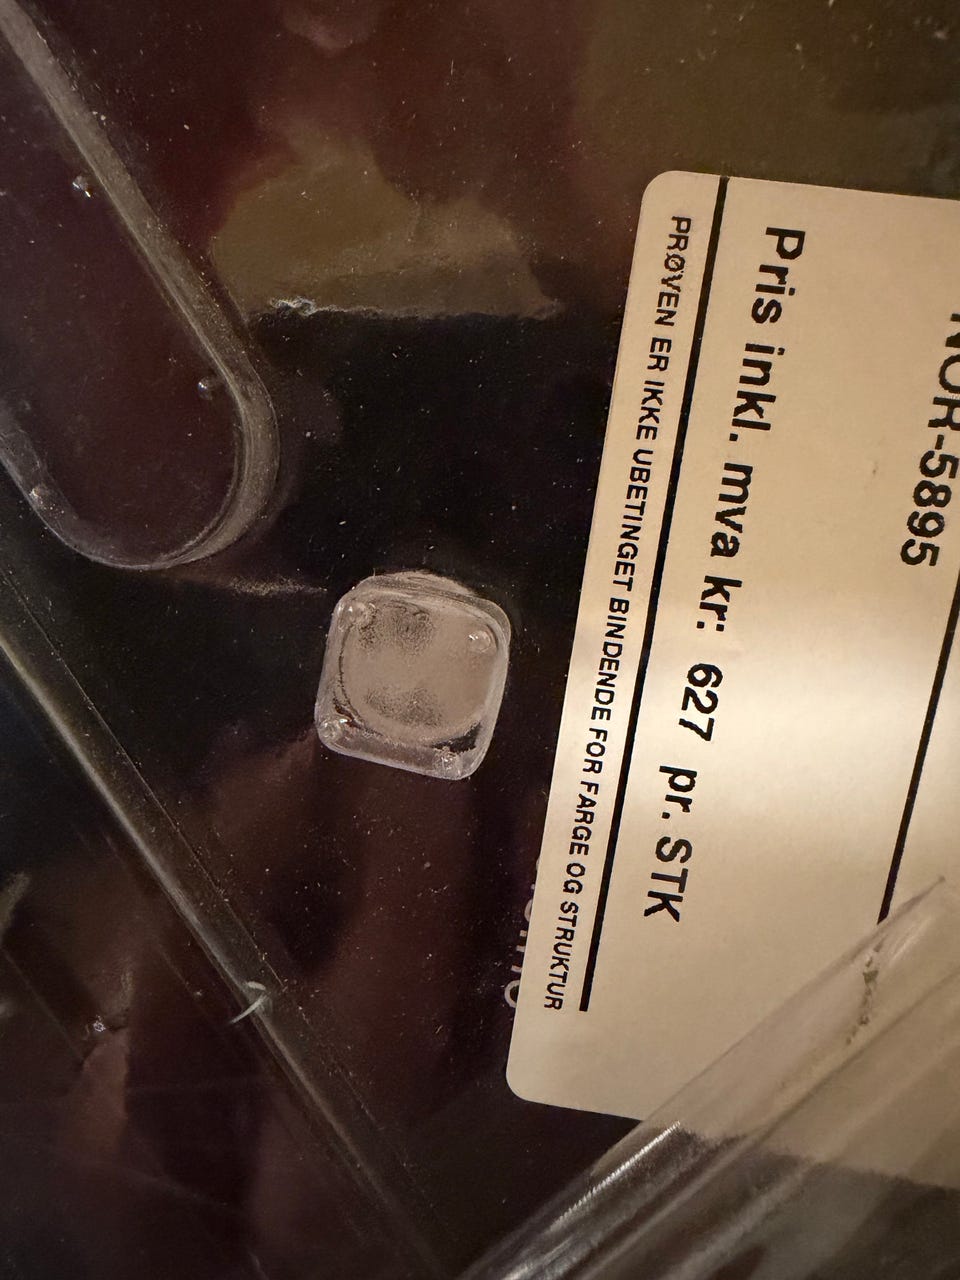 NOR-5895
Pris inkl. mva kr: 627 pr. STK
PRØVEN ER IKKE UBETINGET BINDENDE FOR FARGE OG STRUKTUR